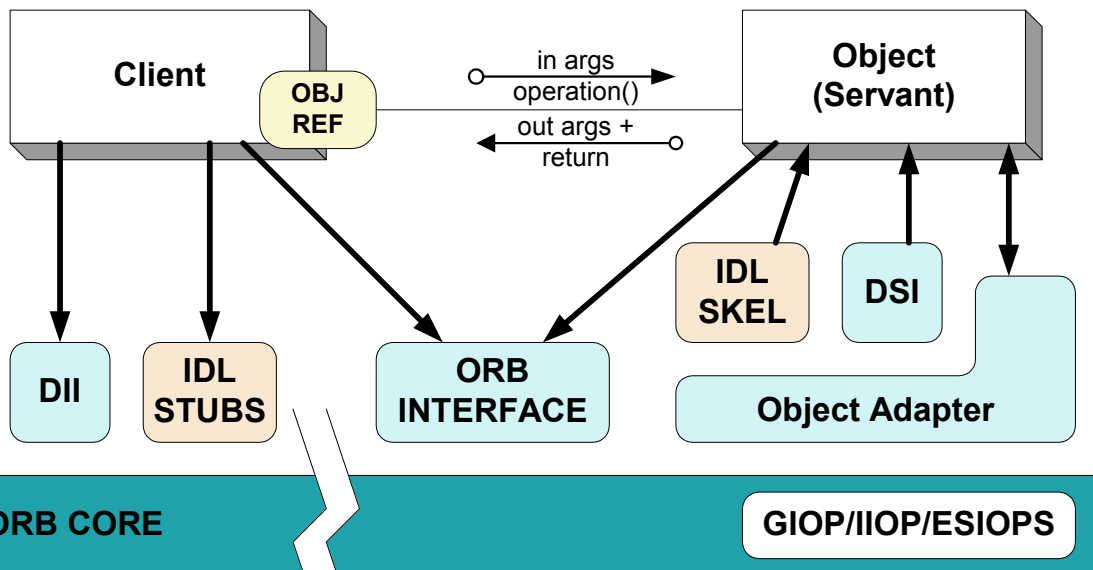 Client
OBJ
REF
in args
operation()
out args +
return
Object
(Servant)
DII
IDL
STUBS
ORB
INTERFACE
IDL
SKEL
DSI
Object Adapter
ORB CORE
GIOP/IIOP/ESIOPS